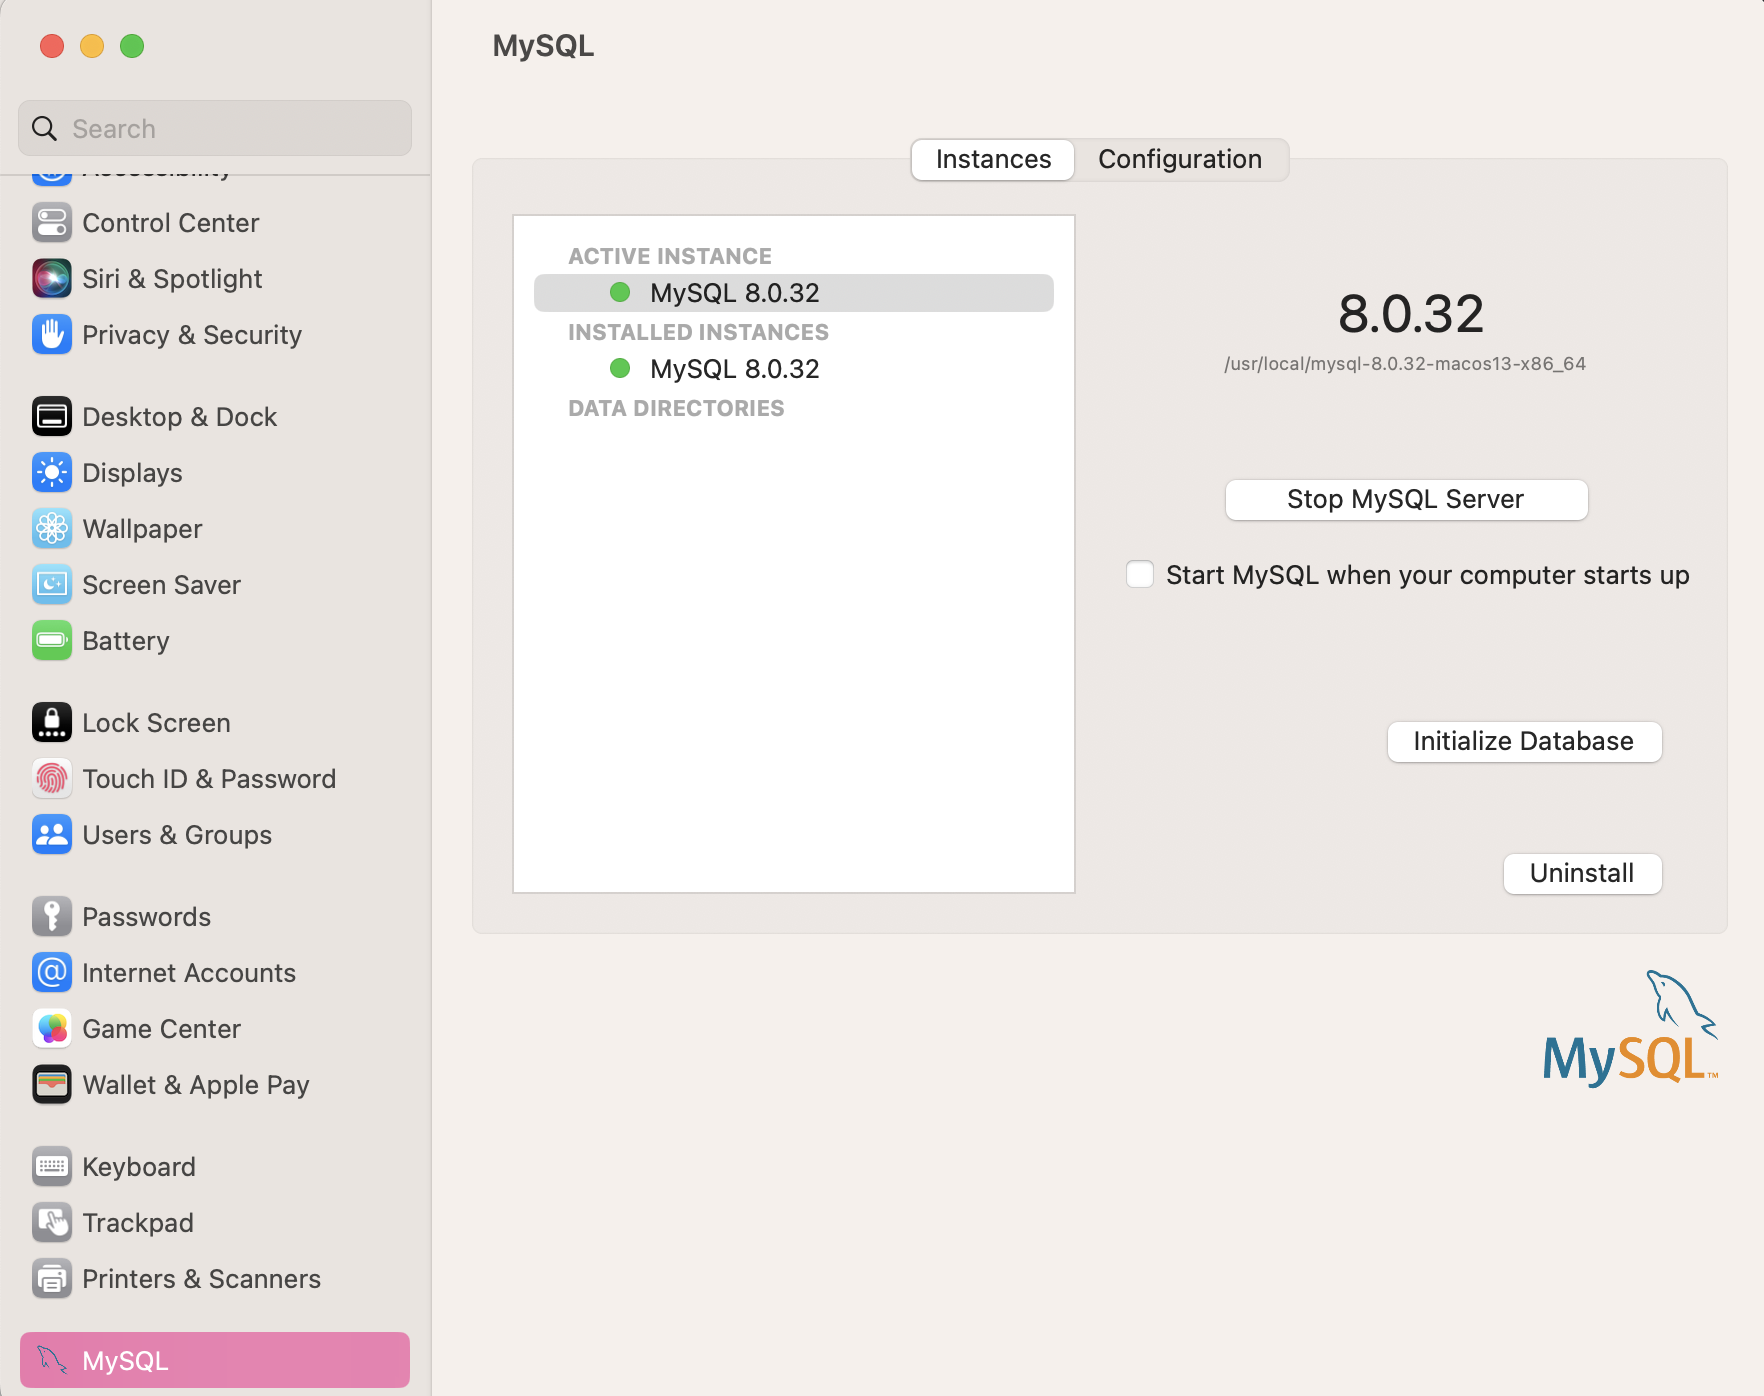 MySQL
Search
Accessibility
Control Center
Siri & Spotlight
Privacy & Security
Desktop & Dock
Displays
Wallpaper
Screen Saver
Battery
Lock Screen
Touch ID & Password
Users & Groups
Passwords
Internet Accounts
Game Center
Wallet & Apple Pay
Keyboard
Trackpad
Printers & Scanners
MySQL
Instances
Configuration
ACTIVE INSTANCE
MySQL 8.0.32
INSTALLED INSTANCES
MySQL 8.0.32
DATA DIRECTORIES
8.0.32
/usr/local/mysql-8.0.32-macos13-x86_64
Stop MySQL Server
Start MySQL when your computer starts up
Initialize Database
Uninstall
MySQL™